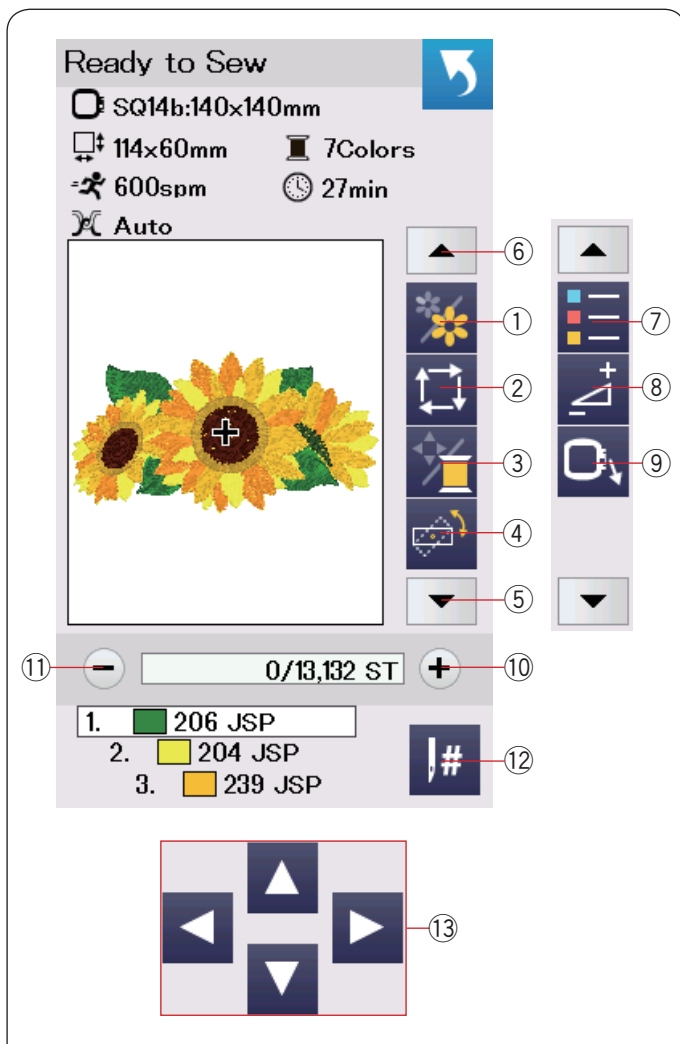 Ready to Sew
SQ14b:140x140mm
114x60mm 7Colors
600spm 27min
Auto
⑥
① ⑦
② ⑧
③ ⑨
④
⑤
⑪ − 0/13,132 ST + ⑩
1. 206 JSP
2. 204 JSP
3. 239 JSP
# ⑫
⑬